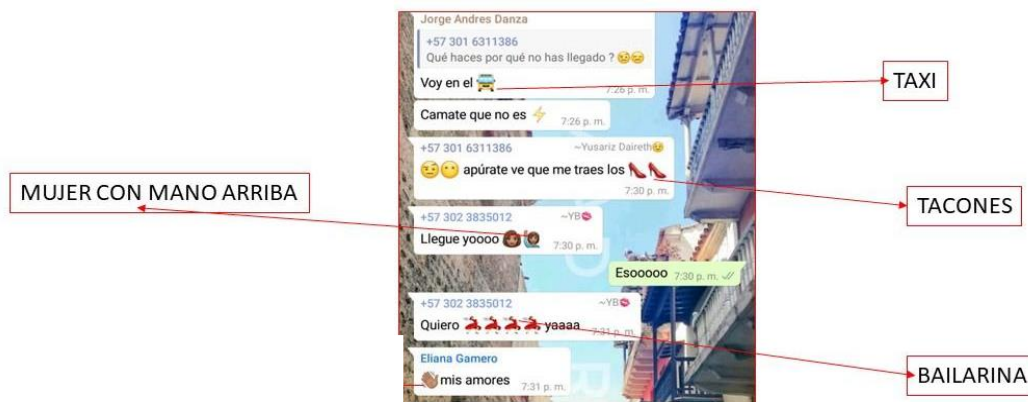 Jorge Andres Danza
+57 301 6311386
Qué haces por qué no has llegado ? 🤨😒
Voy en el 🚖
7:26 p. m.
TAXI
Camate que no es ⚡ 7:26 p. m.
+57 301 6311386 ~Yusariz Daireth😉
🤨😶 apúrate ve que me traes los 👠👠
7:30 p. m.
TACONES
MUJER CON MANO ARRIBA
+57 302 3835012 ~YB💋
Llegue yoooo 👩🏽🙋🏽‍♀️ 7:30 p. m.
Esooooo 7:30 p. m.
+57 302 3835012 ~YB💋
Quiero 💃💃💃💃 yaaaa 7:31 p. m.
BAILARINA
Eliana Gamero
👋🏽mis amores 7:31 p. m.